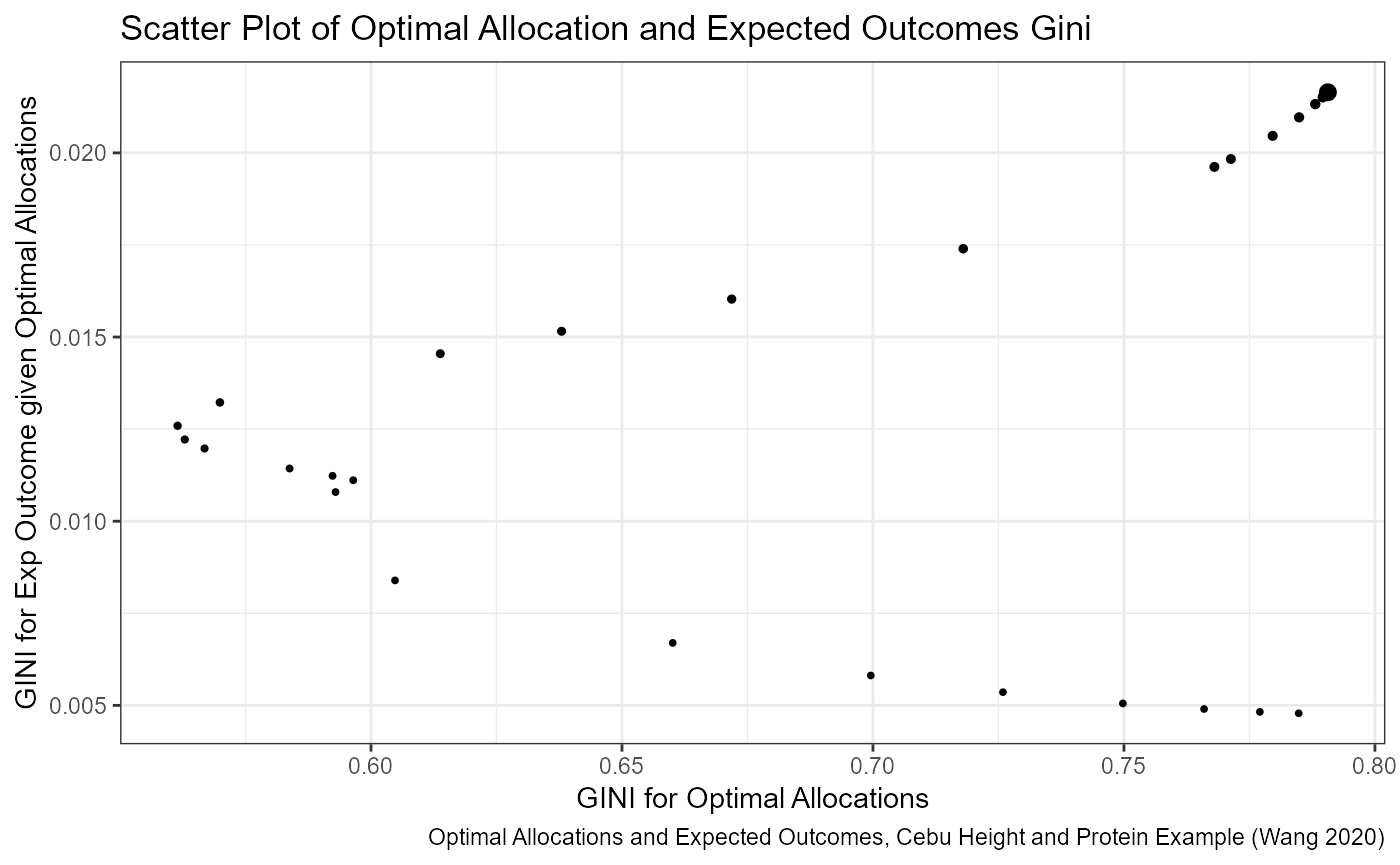 Scatter Plot of Optimal Allocation and Expected Outcomes Gini
GINI for Exp Outcome given Optimal Allocations
0.020
0.015
0.010
0.005
0.60
0.65
0.70
0.75
0.80
GINI for Optimal Allocations
Optimal Allocations and Expected Outcomes, Cebu Height and Protein Example (Wang 2020)